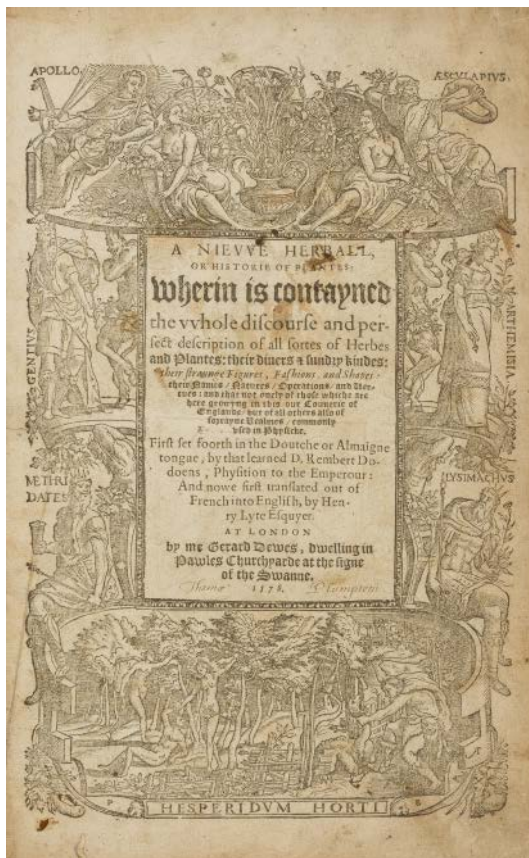 APOLLO.
ÆSCULAPIVS.
A NIEVVE HERBALL,
OR HISTORIE OF PLANTES:
wherin is contayned
the vvhole discourse and per-
fect description of all sortes of Herbes
and Plantes: their divers & sundry kindes:
their straunge Figures, Fashions, and Shapes:
their Names / Natures / Operations / and Ver-
tues: and that not onely of those whiche are
here growyng in this our Countrie of
Englande / but of all others also of
forrayne Realmes / commonly
used in Physicke.
First set foorth in the Doutche or Almaigne
tongue, by that learned D. Rembert Do-
doens, Physition to the Emperour:
And nowe first translated out of
French into English, by Hen-
ry Lyte Esquyer.
AT LONDON
by me Gerard Dewes, dwelling in
Pawles Churchyarde at the signe
of the Swanne.
1578.
Plumpton
GENTIVS
ARTHEMISIA
METHRI
DATES
LYSIMACHVS
HESPERIDVM HORTI